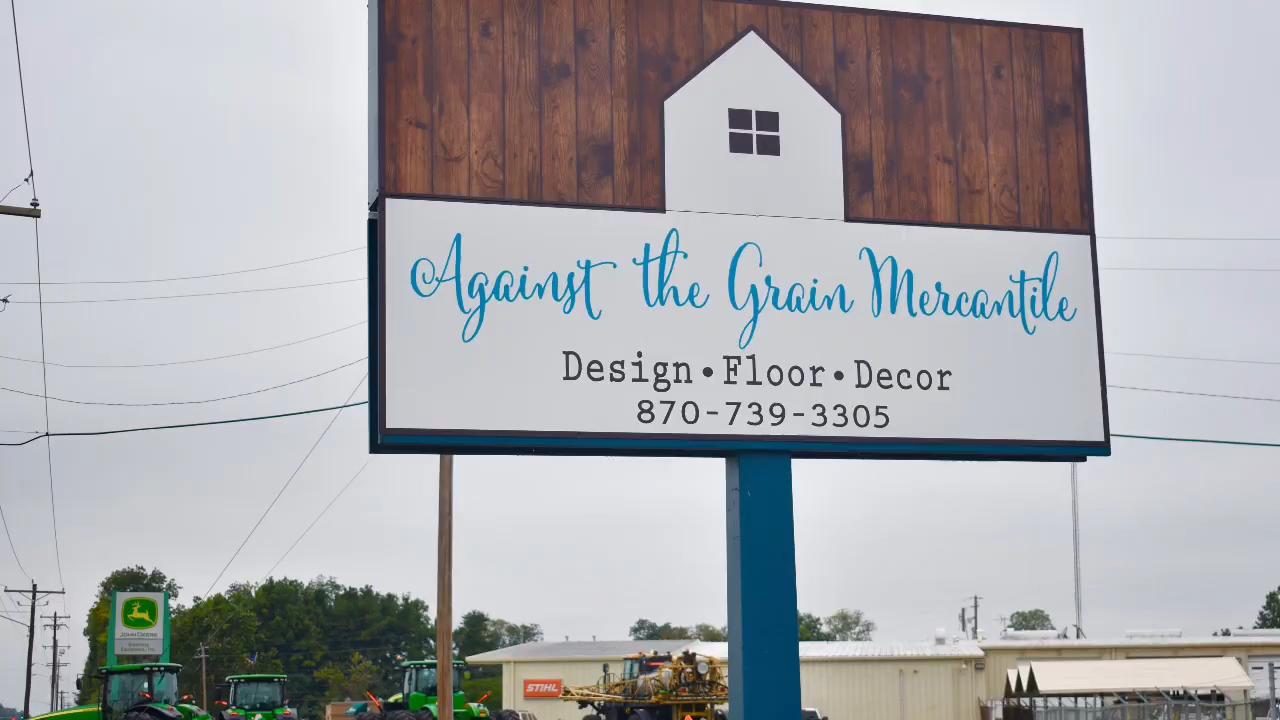 Against the Grain Mercantile
Design•Floor•Decor
870-739-3305
JOHN DEERE
STIHL